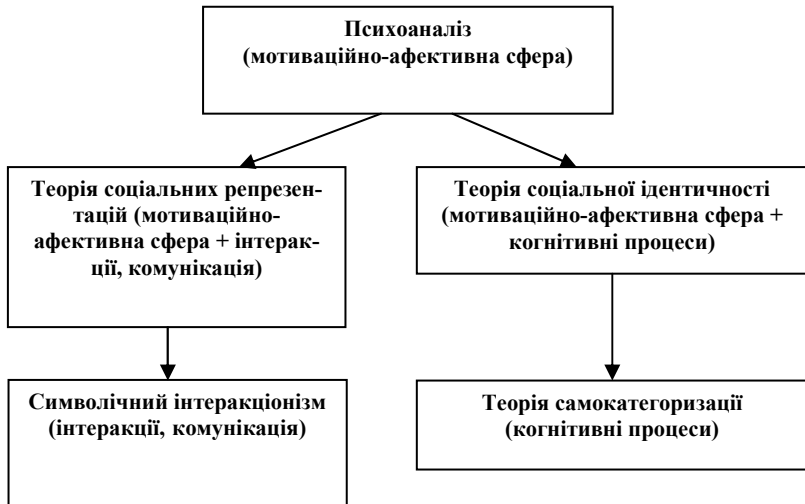 Психоаналіз
(мотиваційно-афективна сфера)
Теорія соціальних репрезен-
тацій (мотиваційно-
афективна сфера + інтерак-
ції, комунікація)
Теорія соціальної ідентичності
(мотиваційно-афективна сфера +
когнітивні процеси)
Символічний інтеракціонізм
(інтеракції, комунікація)
Теорія самокатегоризації
(когнітивні процеси)